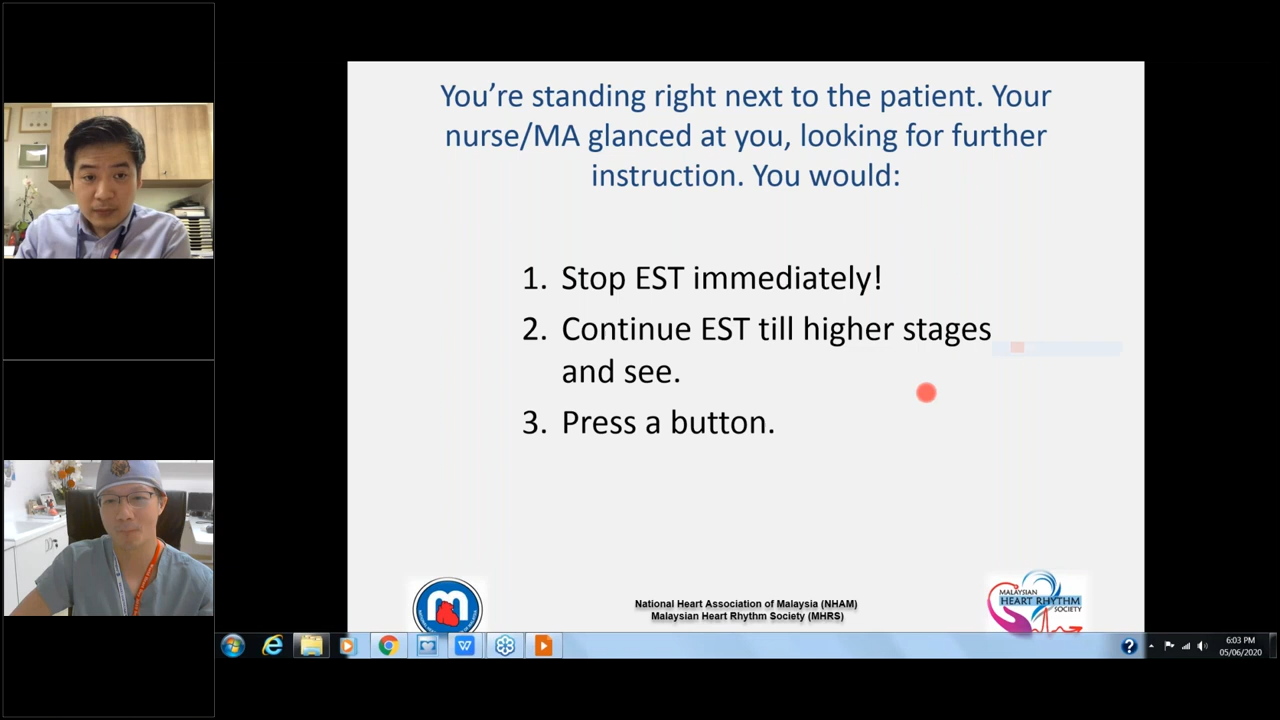 You're standing right next to the patient. Your
nurse/MA glanced at you, looking for further
instruction. You would:
1. Stop EST immediately!
2. Continue EST till higher stages
and see.
3. Press a button.
National Heart Association of Malaysia (NHAM)
Malaysian Heart Rhythm Society (MHRS)
MALAYSIAN
HEART RHYTHM
SOCIETY
6:03 PM
05/06/2020